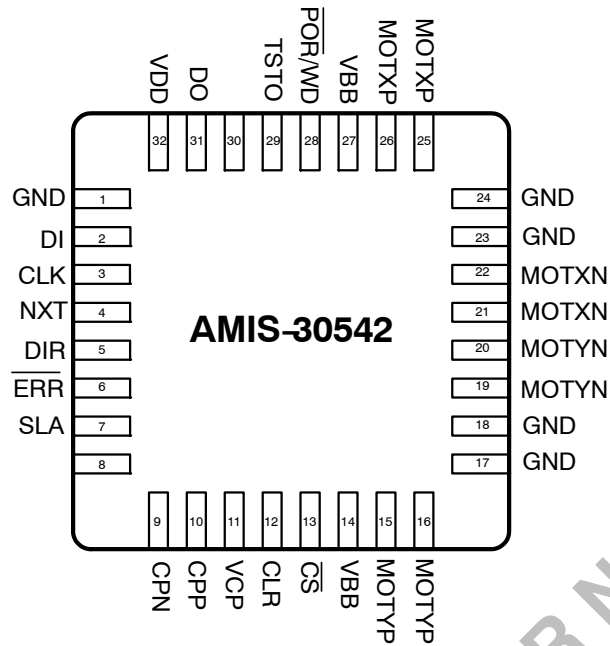 VDD
DO
TSTO
POR/WD
VBB
MOTXP
MOTXP
32
31
30
29
28
27
26
25
GND 1
DI 2
CLK 3
NXT 4
DIR 5
ERR 6
SLA 7
8
AMIS-30542
24 GND
23 GND
22 MOTXN
21 MOTXN
20 MOTYN
19 MOTYN
18 GND
17 GND
9
10
11
12
13
14
15
16
CPN
CPP
VCP
CLR
CS
VBB
MOTYP
MOTYP
R N